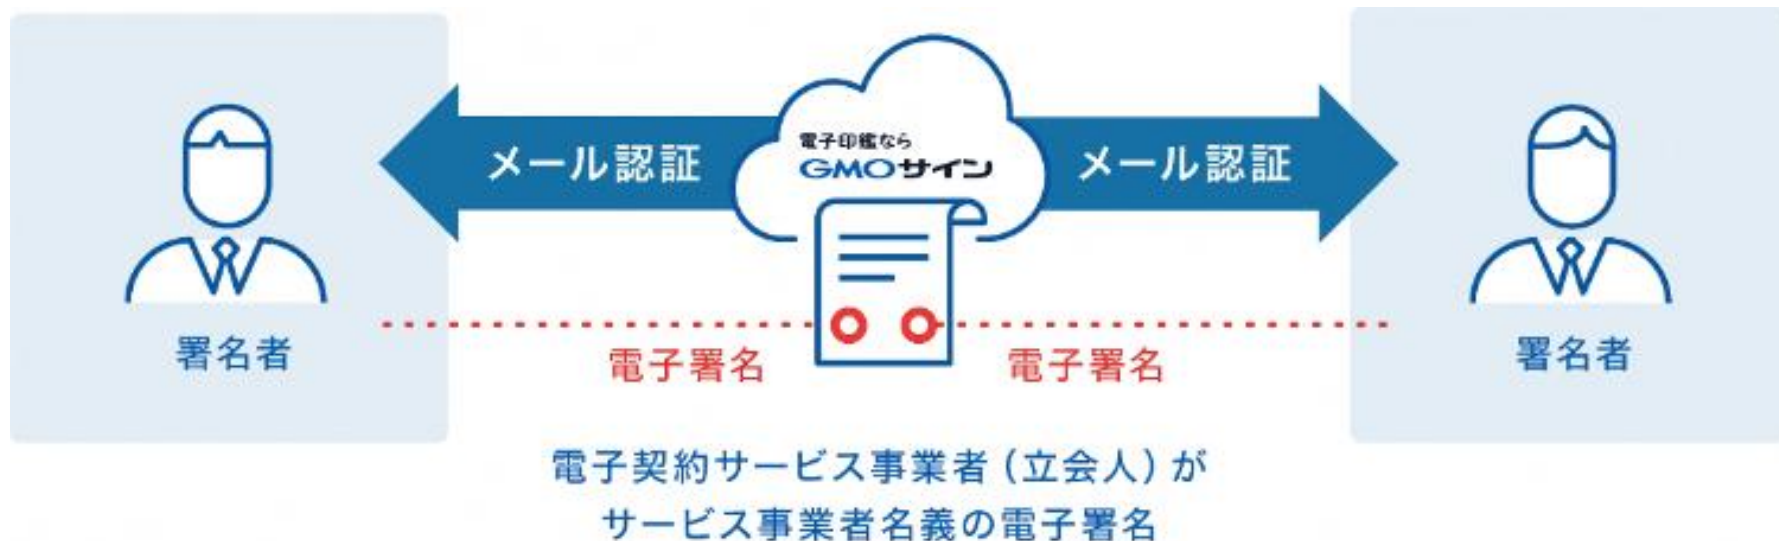 メール認証
電子印鑑なら
GMOサイン
メール認証
署名者
電子署名
電子署名
署名者
電子契約サービス事業者(立会人)が
サービス事業者名義の電子署名